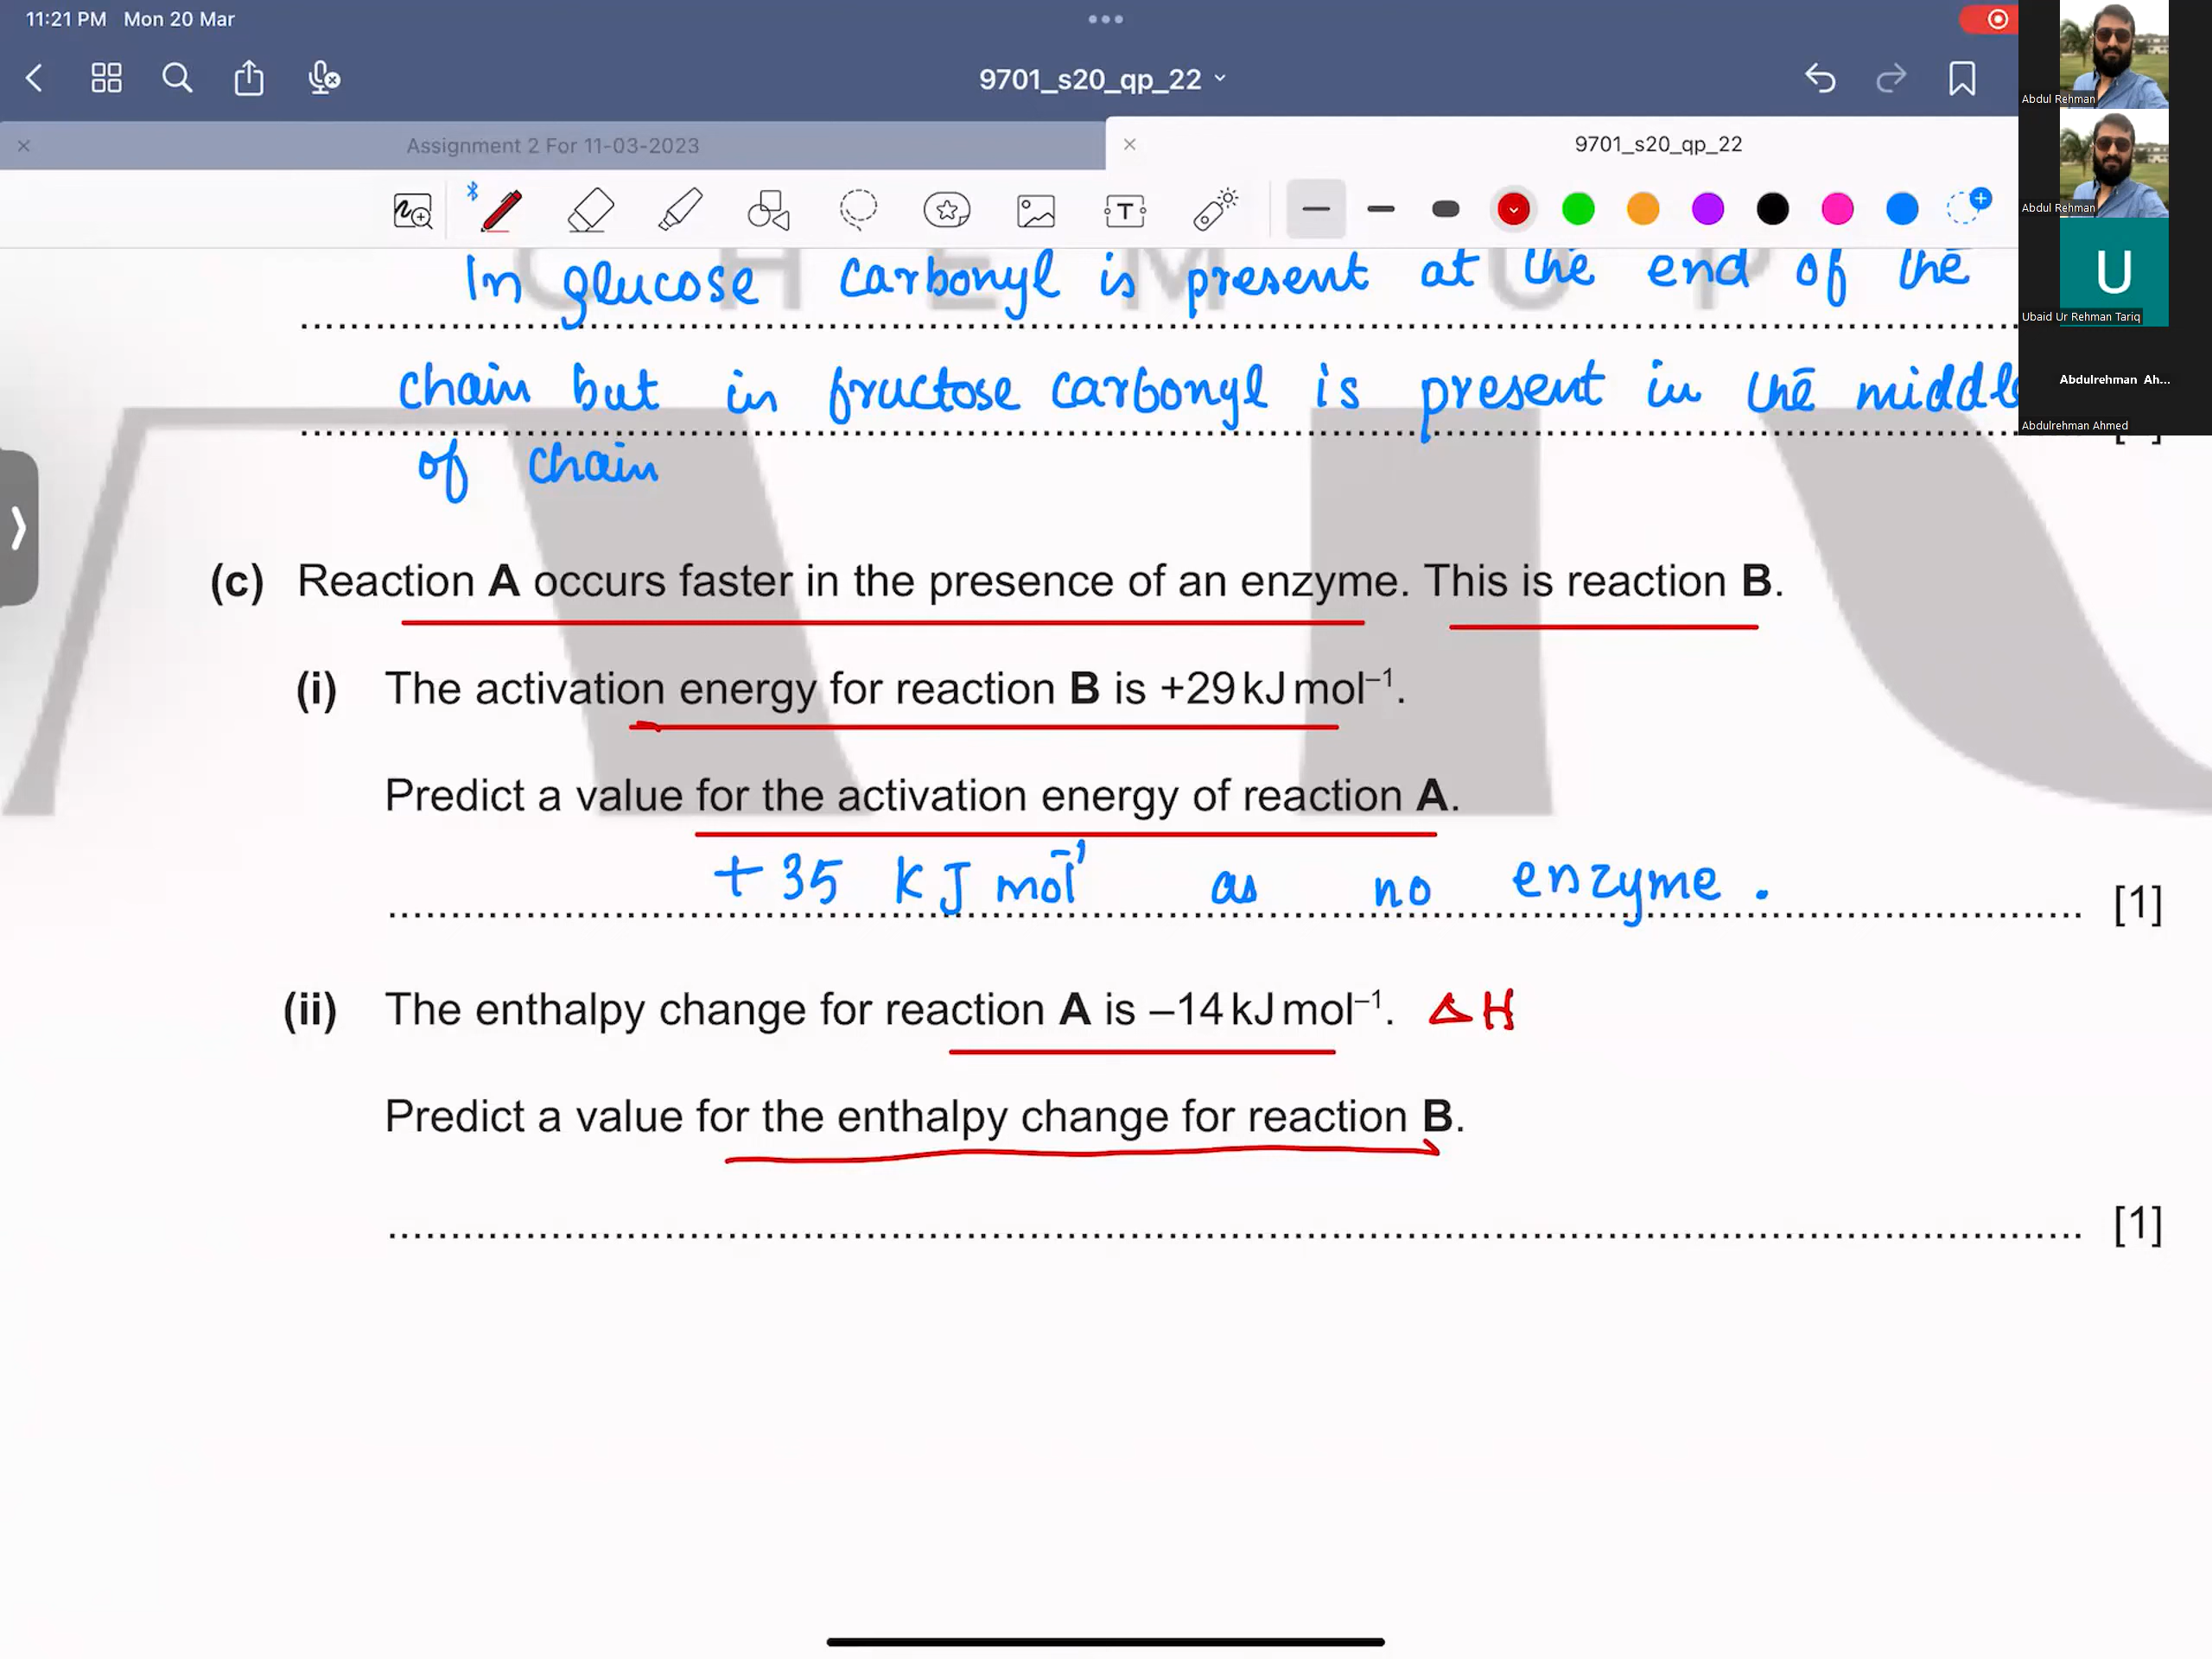 11:21 PM Mon 20 Mar
9701_s20_qp_22
Assignment 2 For 11-03-2023
9701_s20_qp_22
Abdul Rehman
Abdul Rehman
U
Ubaid Ur Rehman Tariq
Abdulrehman Ah...
Abdulrehman Ahmed
T
CHEM UP
In glucose carbonyl is present at the end of the
chain but in fructose carbonyl is present in the middle
of chain
(c) Reaction A occurs faster in the presence of an enzyme. This is reaction B.
(i) The activation energy for reaction B is +29 kJ mol⁻¹.
Predict a value for the activation energy of reaction A.
+35 KJ mol⁻¹ as no enzyme.
[1]
(ii) The enthalpy change for reaction A is –14 kJ mol⁻¹. ΔH
Predict a value for the enthalpy change for reaction B.
[1]